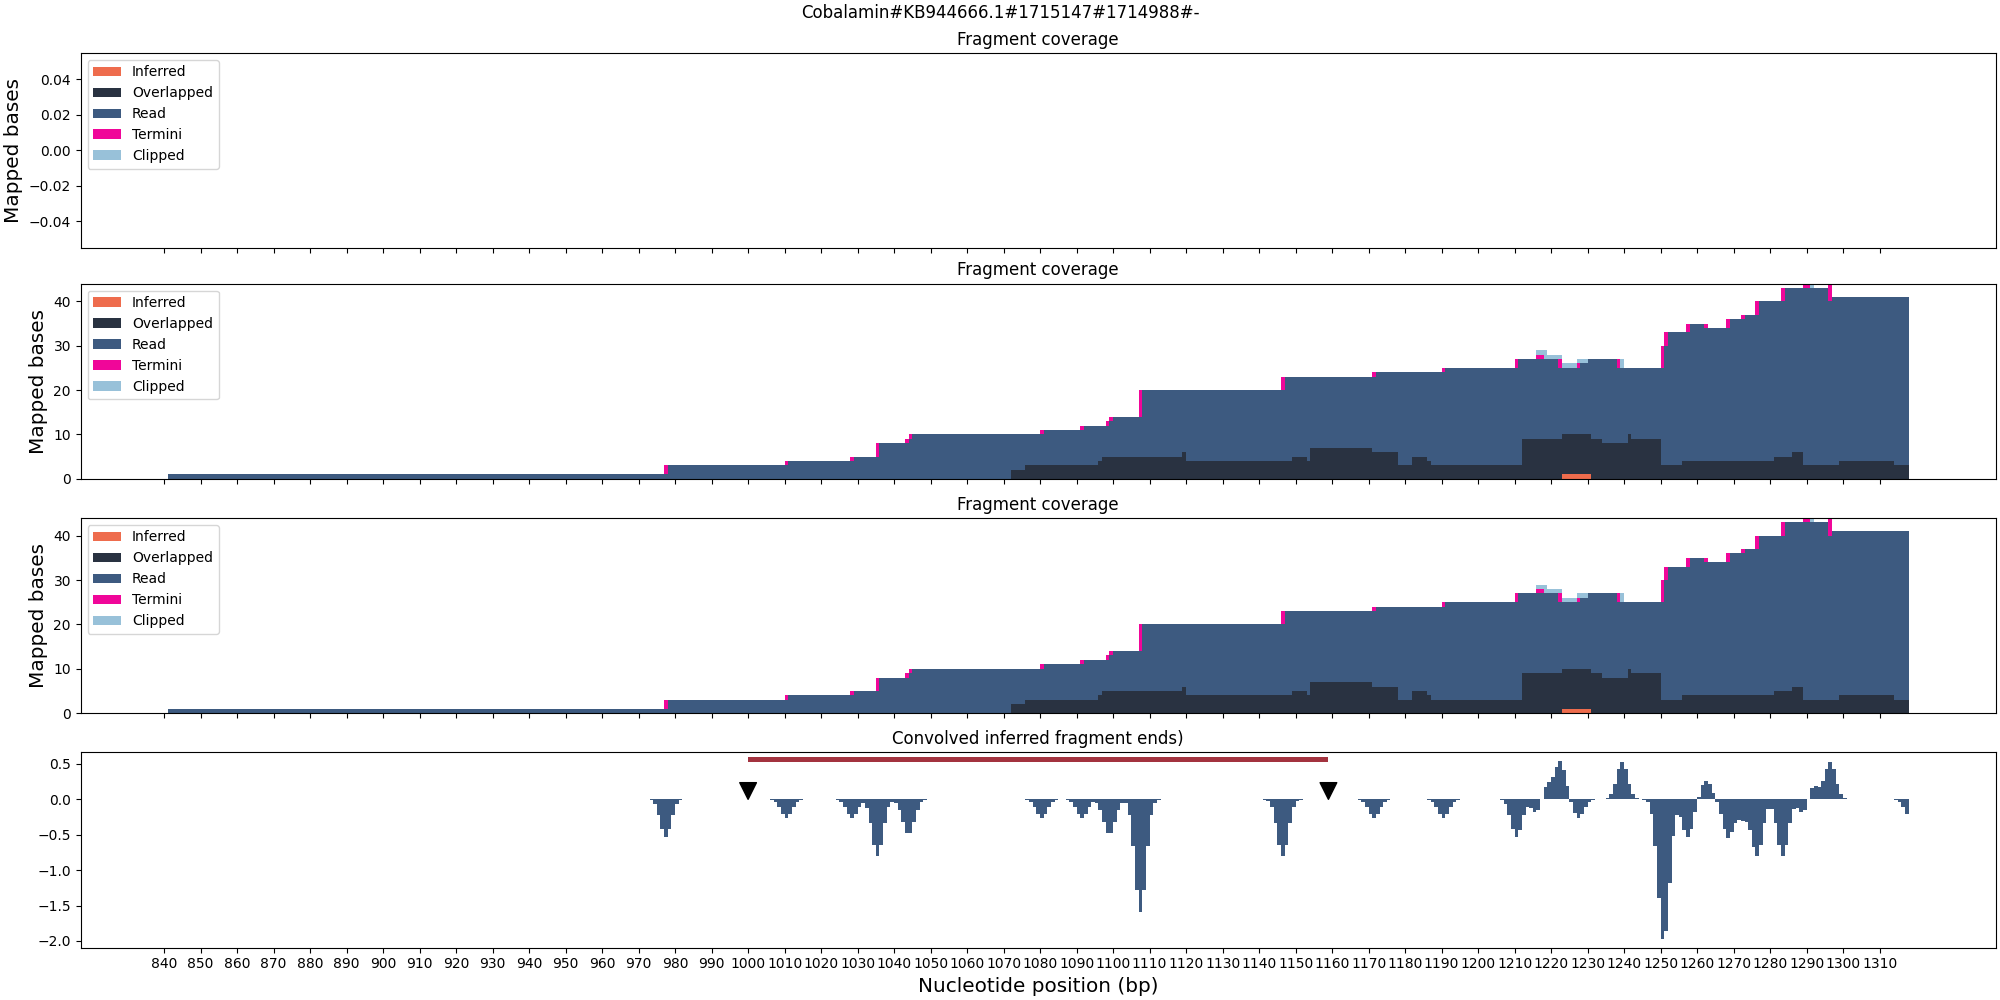 Cobalamin#KB944666.1#1715147#1714988#-
Fragment coverage
Mapped bases
0.04
0.02
0.00
−0.02
−0.04
Inferred
Overlapped
Read
Termini
Clipped
Fragment coverage
Mapped bases
40
30
20
10
0
Inferred
Overlapped
Read
Termini
Clipped
Fragment coverage
Mapped bases
40
30
20
10
0
Inferred
Overlapped
Read
Termini
Clipped
Convolved inferred fragment ends)
0.5
0.0
−0.5
−1.0
−1.5
−2.0
840 850 860 870 880 890 900 910 920 930 940 950 960 970 980 990 1000 1010 1020 1030 1040 1050 1060 1070 1080 1090 1100 1110 1120 1130 1140 1150 1160 1170 1180 1190 1200 1210 1220 1230 1240 1250 1260 1270 1280 1290 1300 1310
Nucleotide position (bp)